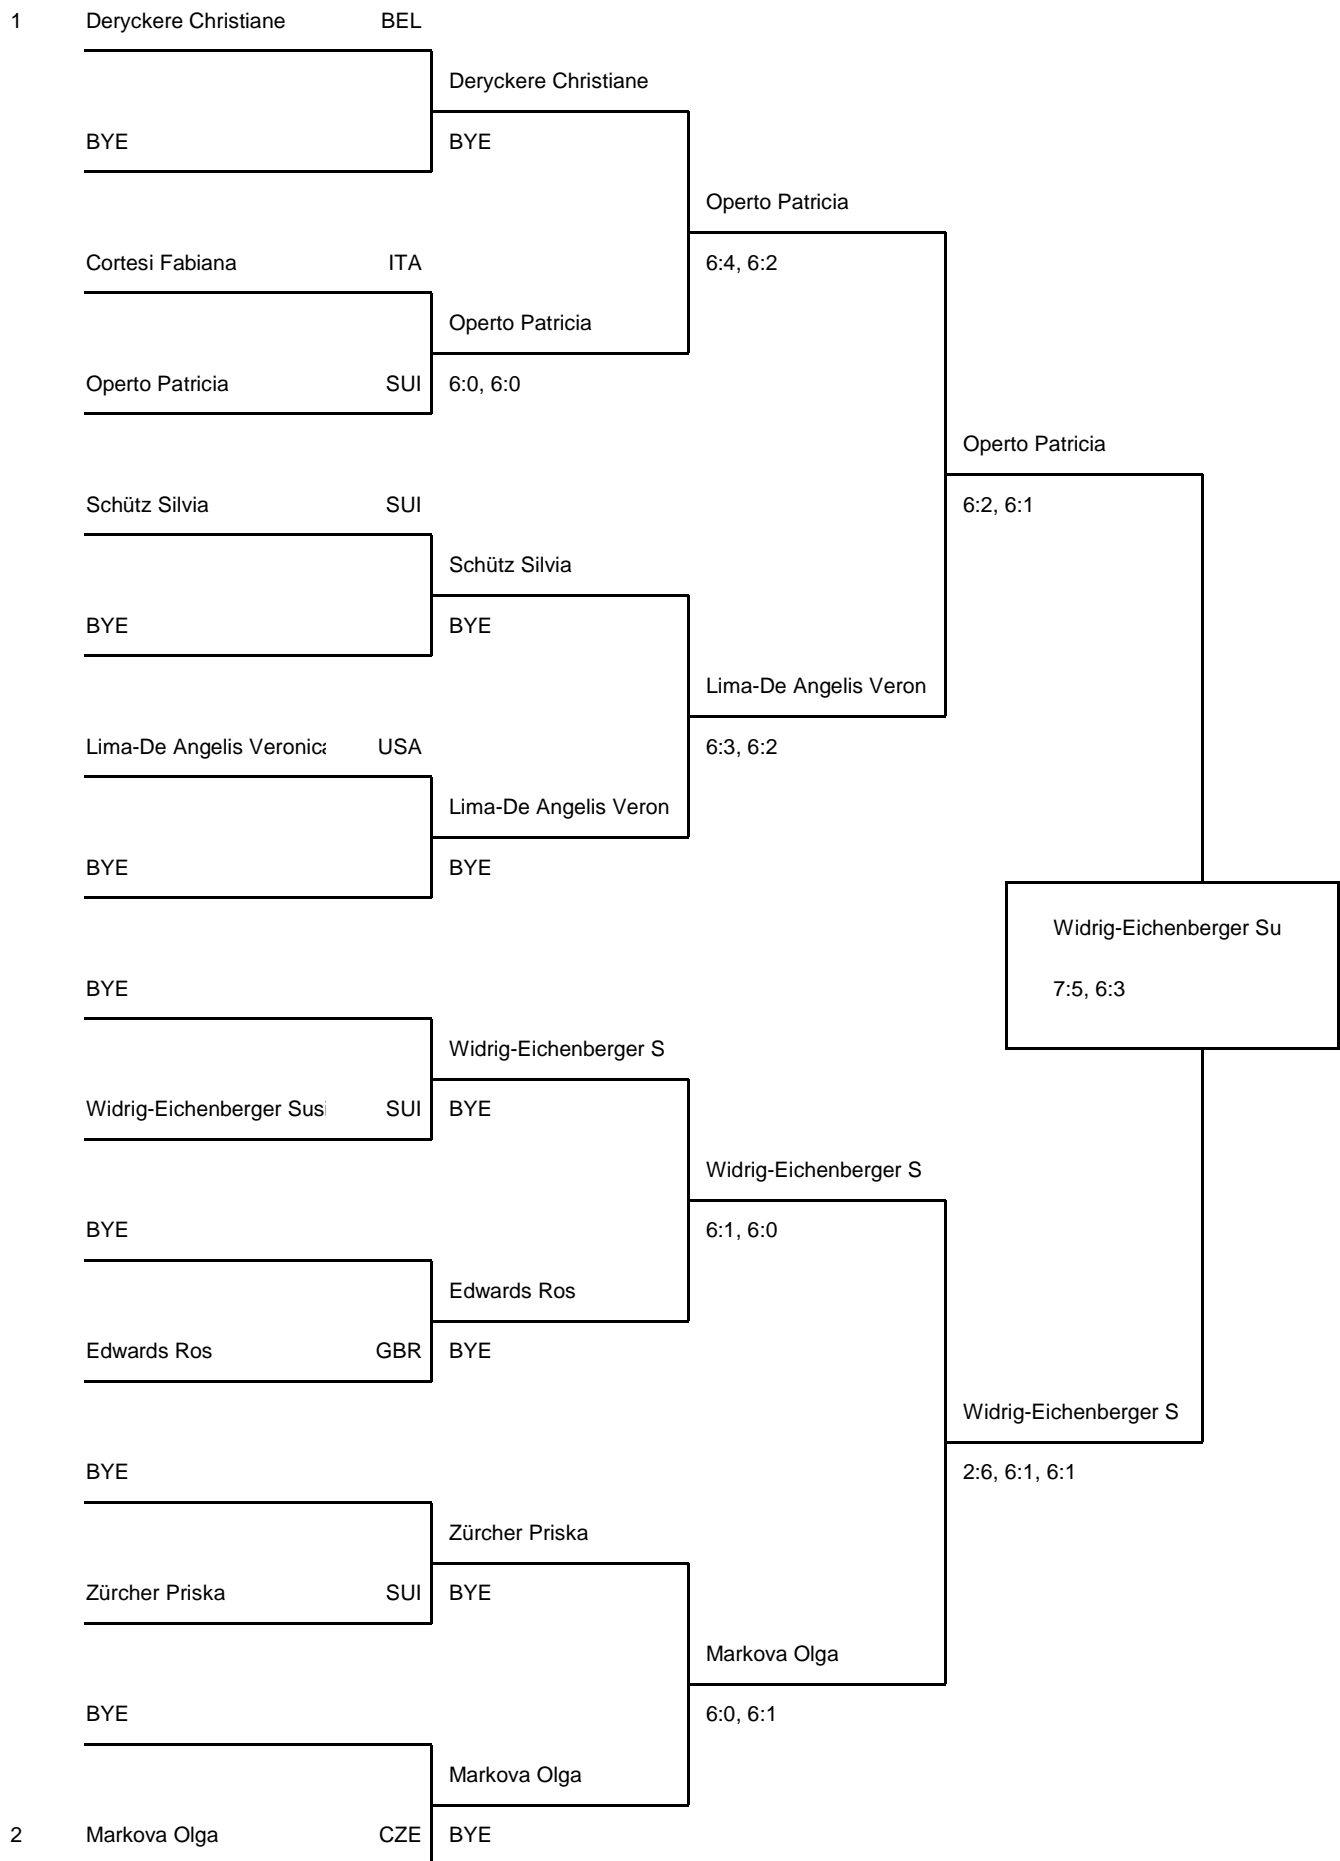 1 Deryckere Christiane BEL
Deryckere Christiane
BYE BYE
Operto Patricia
Cortesi Fabiana ITA 6:4, 6:2
Operto Patricia
Operto Patricia SUI 6:0, 6:0
Operto Patricia
Schütz Silvia SUI 6:2, 6:1
Schütz Silvia
BYE BYE
Lima-De Angelis Veron
Lima-De Angelis Veronica USA 6:3, 6:2
Lima-De Angelis Veron
BYE BYE
Widrig-Eichenberger Su
BYE 7:5, 6:3
Widrig-Eichenberger S
Widrig-Eichenberger Susi SUI BYE
Widrig-Eichenberger S
BYE 6:1, 6:0
Edwards Ros
Edwards Ros GBR BYE
Widrig-Eichenberger S
BYE 2:6, 6:1, 6:1
Zürcher Priska
Zürcher Priska SUI BYE
Markova Olga
BYE 6:0, 6:1
Markova Olga
2 Markova Olga CZE BYE